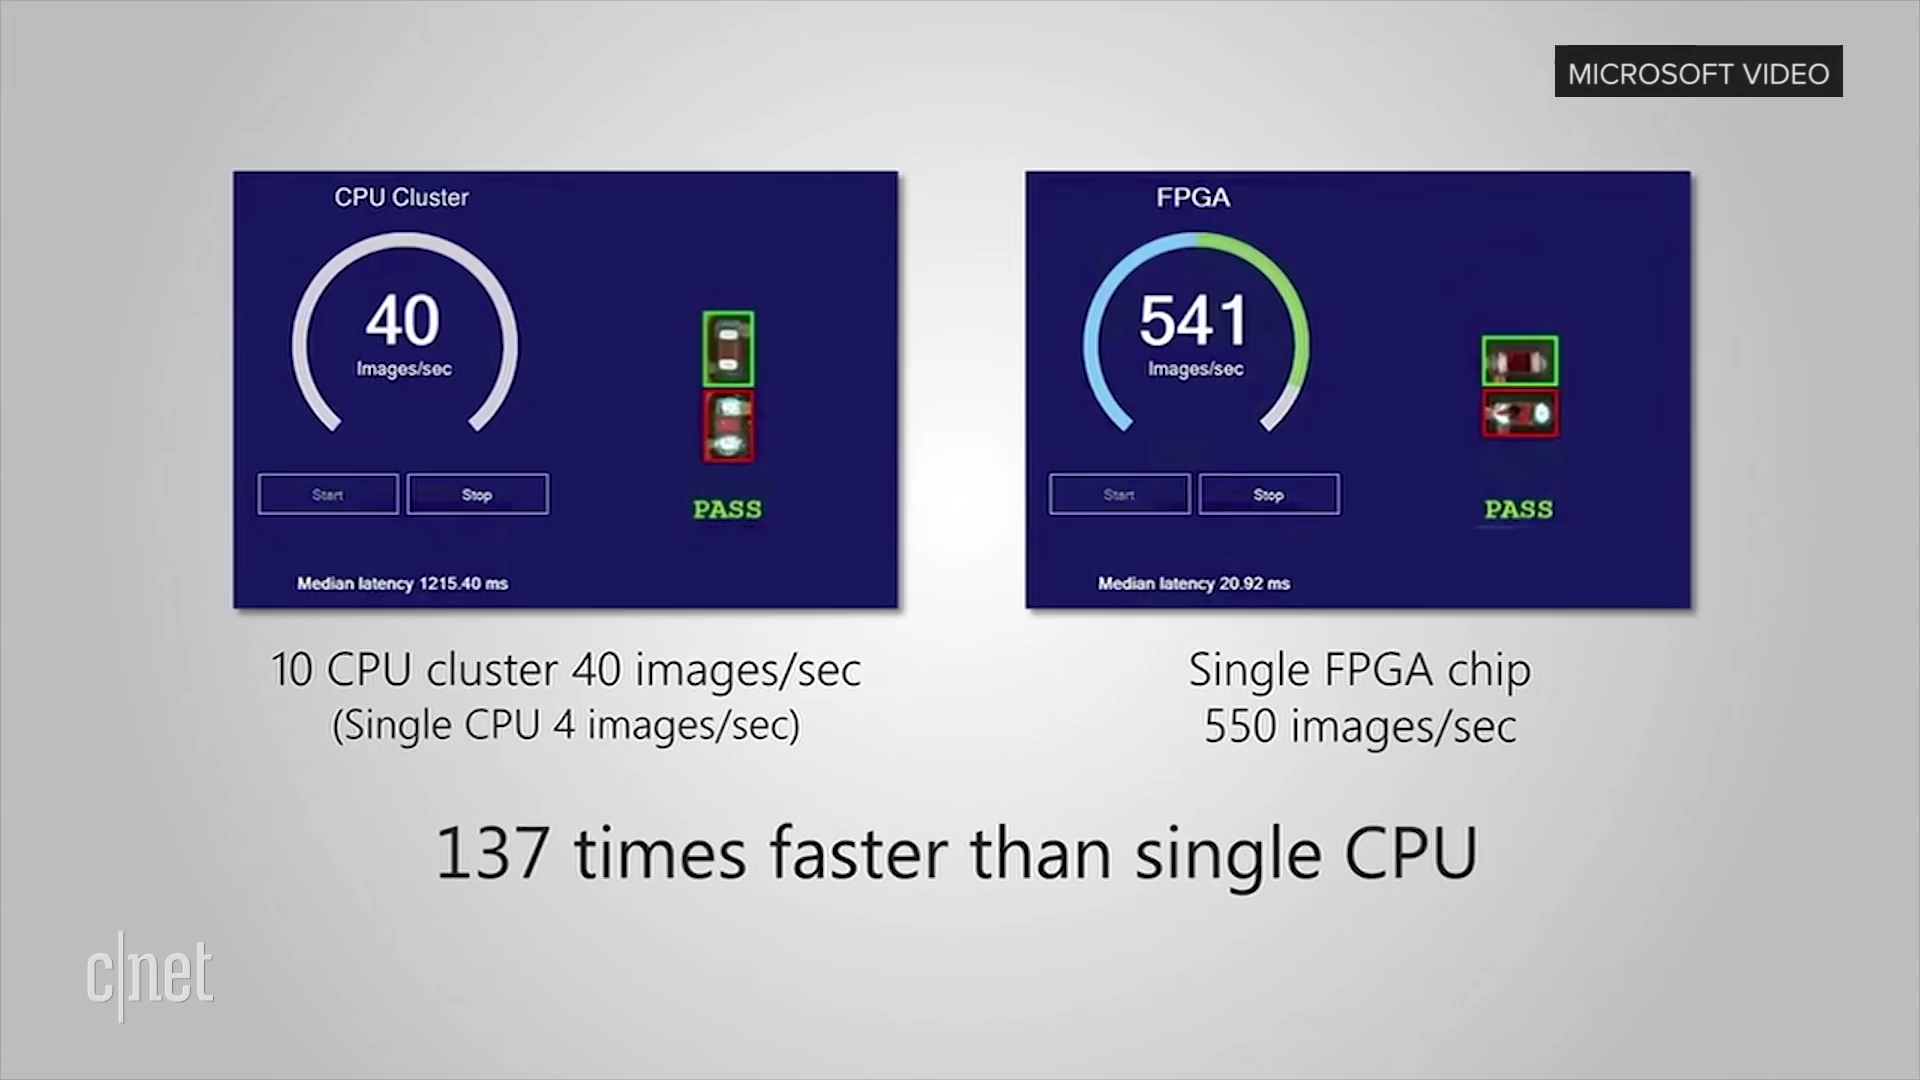 MICROSOFT VIDEO
CPU Cluster
40
Images/sec
Start
Stop
PASS
Median latency 1215.40 ms
FPGA
541
Images/sec
Start
Stop
PASS
Median latency 20.92 ms
10 CPU cluster 40 images/sec
(Single CPU 4 images/sec)
Single FPGA chip
550 images/sec
137 times faster than single CPU
c|net